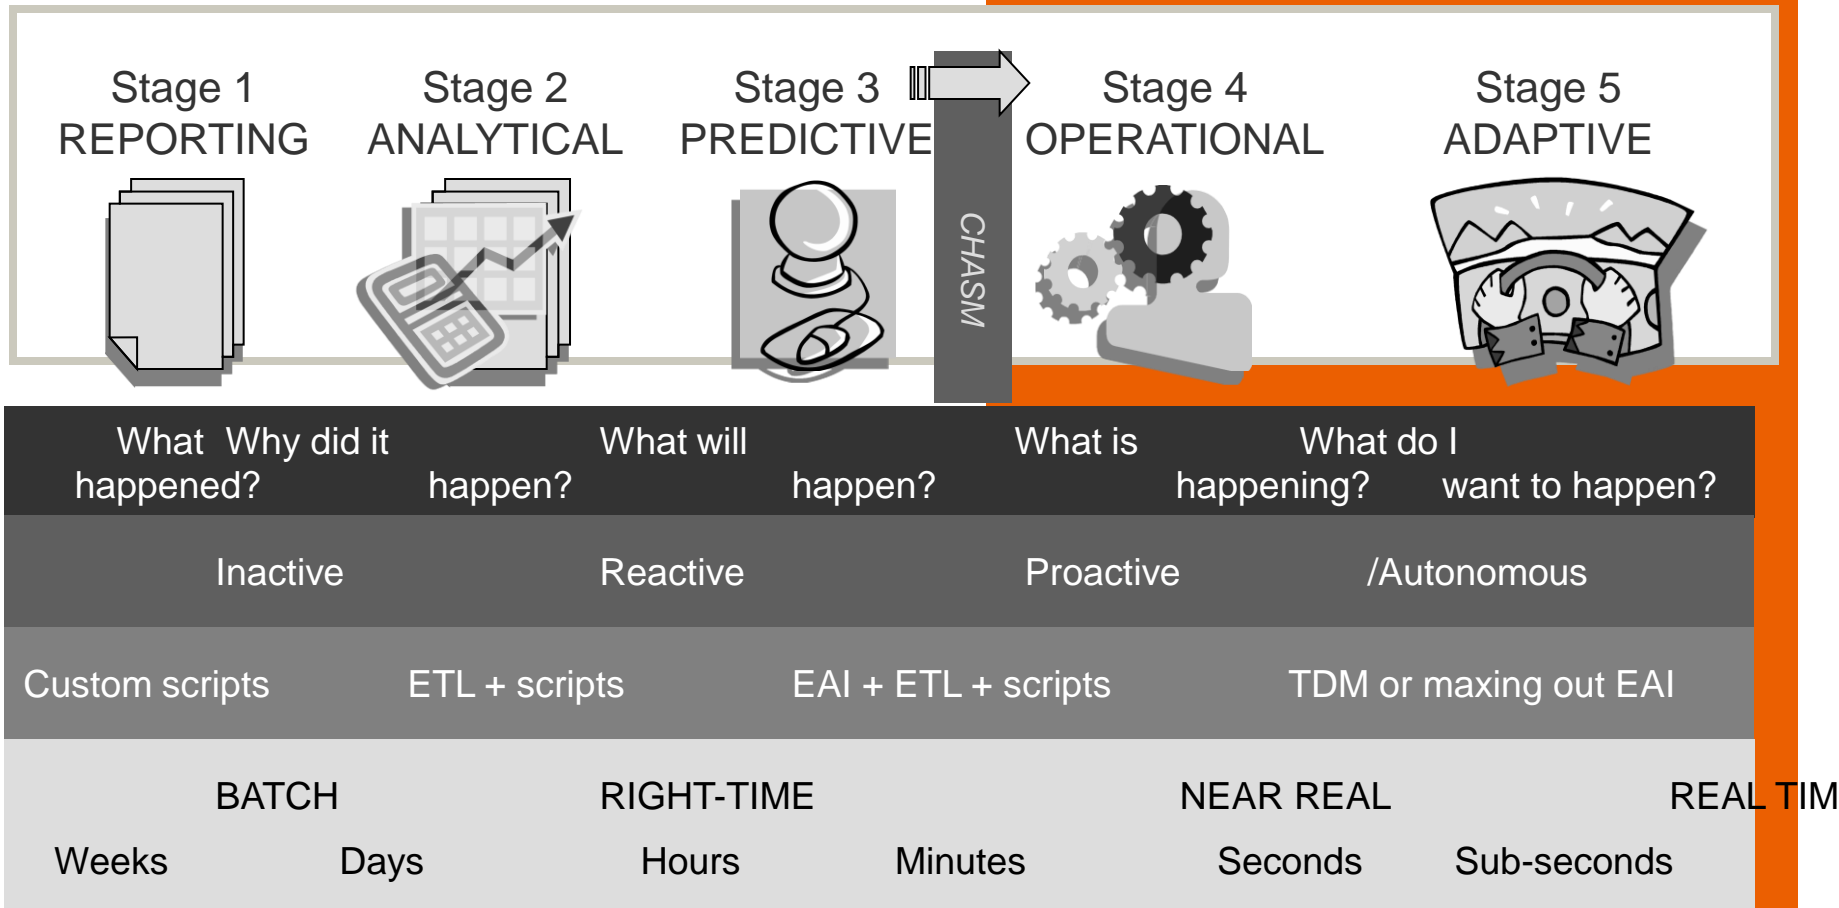 Stage 1
REPORTING
Stage 2
ANALYTICAL
Stage 3
PREDICTIVE
CHASM
Stage 4
OPERATIONAL
Stage 5
ADAPTIVE
What Why did it What will What is What do I
happened? happen? happen? happening? want to happen?
Inactive Reactive Proactive /Autonomous
Custom scripts ETL + scripts EAI + ETL + scripts TDM or maxing out EAI
BATCH RIGHT-TIME NEAR REAL REAL TIM
Weeks Days Hours Minutes Seconds Sub-seconds